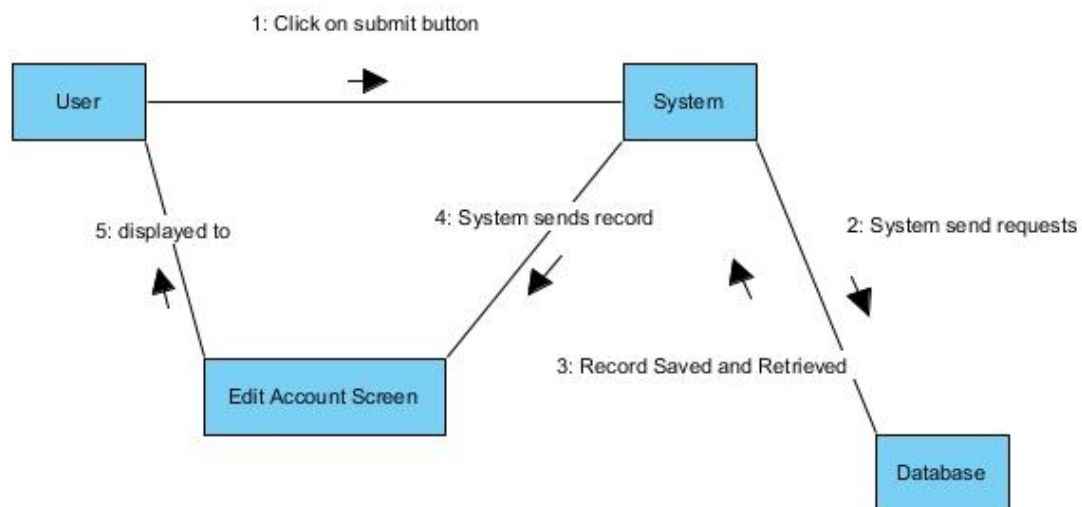 1: Click on submit button
User
System
5: displayed to
4: System sends record
2: System send requests
3: Record Saved and Retrieved
Edit Account Screen
Database